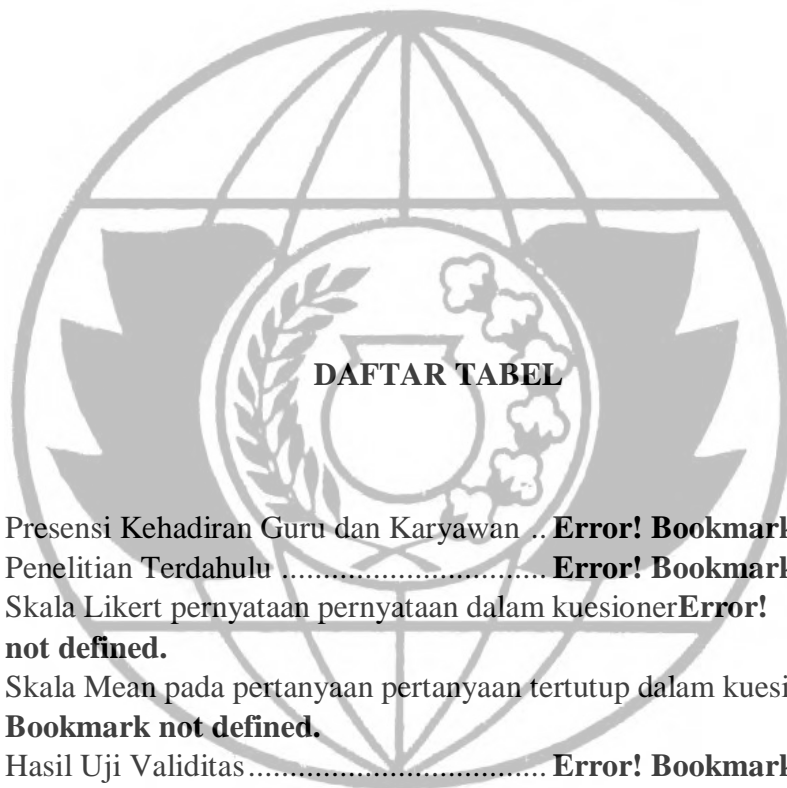 DAFTAR TABEL
Presensi Kehadiran Guru dan Karyawan .. Error! Bookmark
Penelitian Terdahulu ................................ Error! Bookmark
Skala Likert pernyataan pernyataan dalam kuesionerError!
not defined.
Skala Mean pada pertanyaan pertanyaan tertutup dalam kuesi
Bookmark not defined.
Hasil Uji Validitas.................................... Error! Bookmark